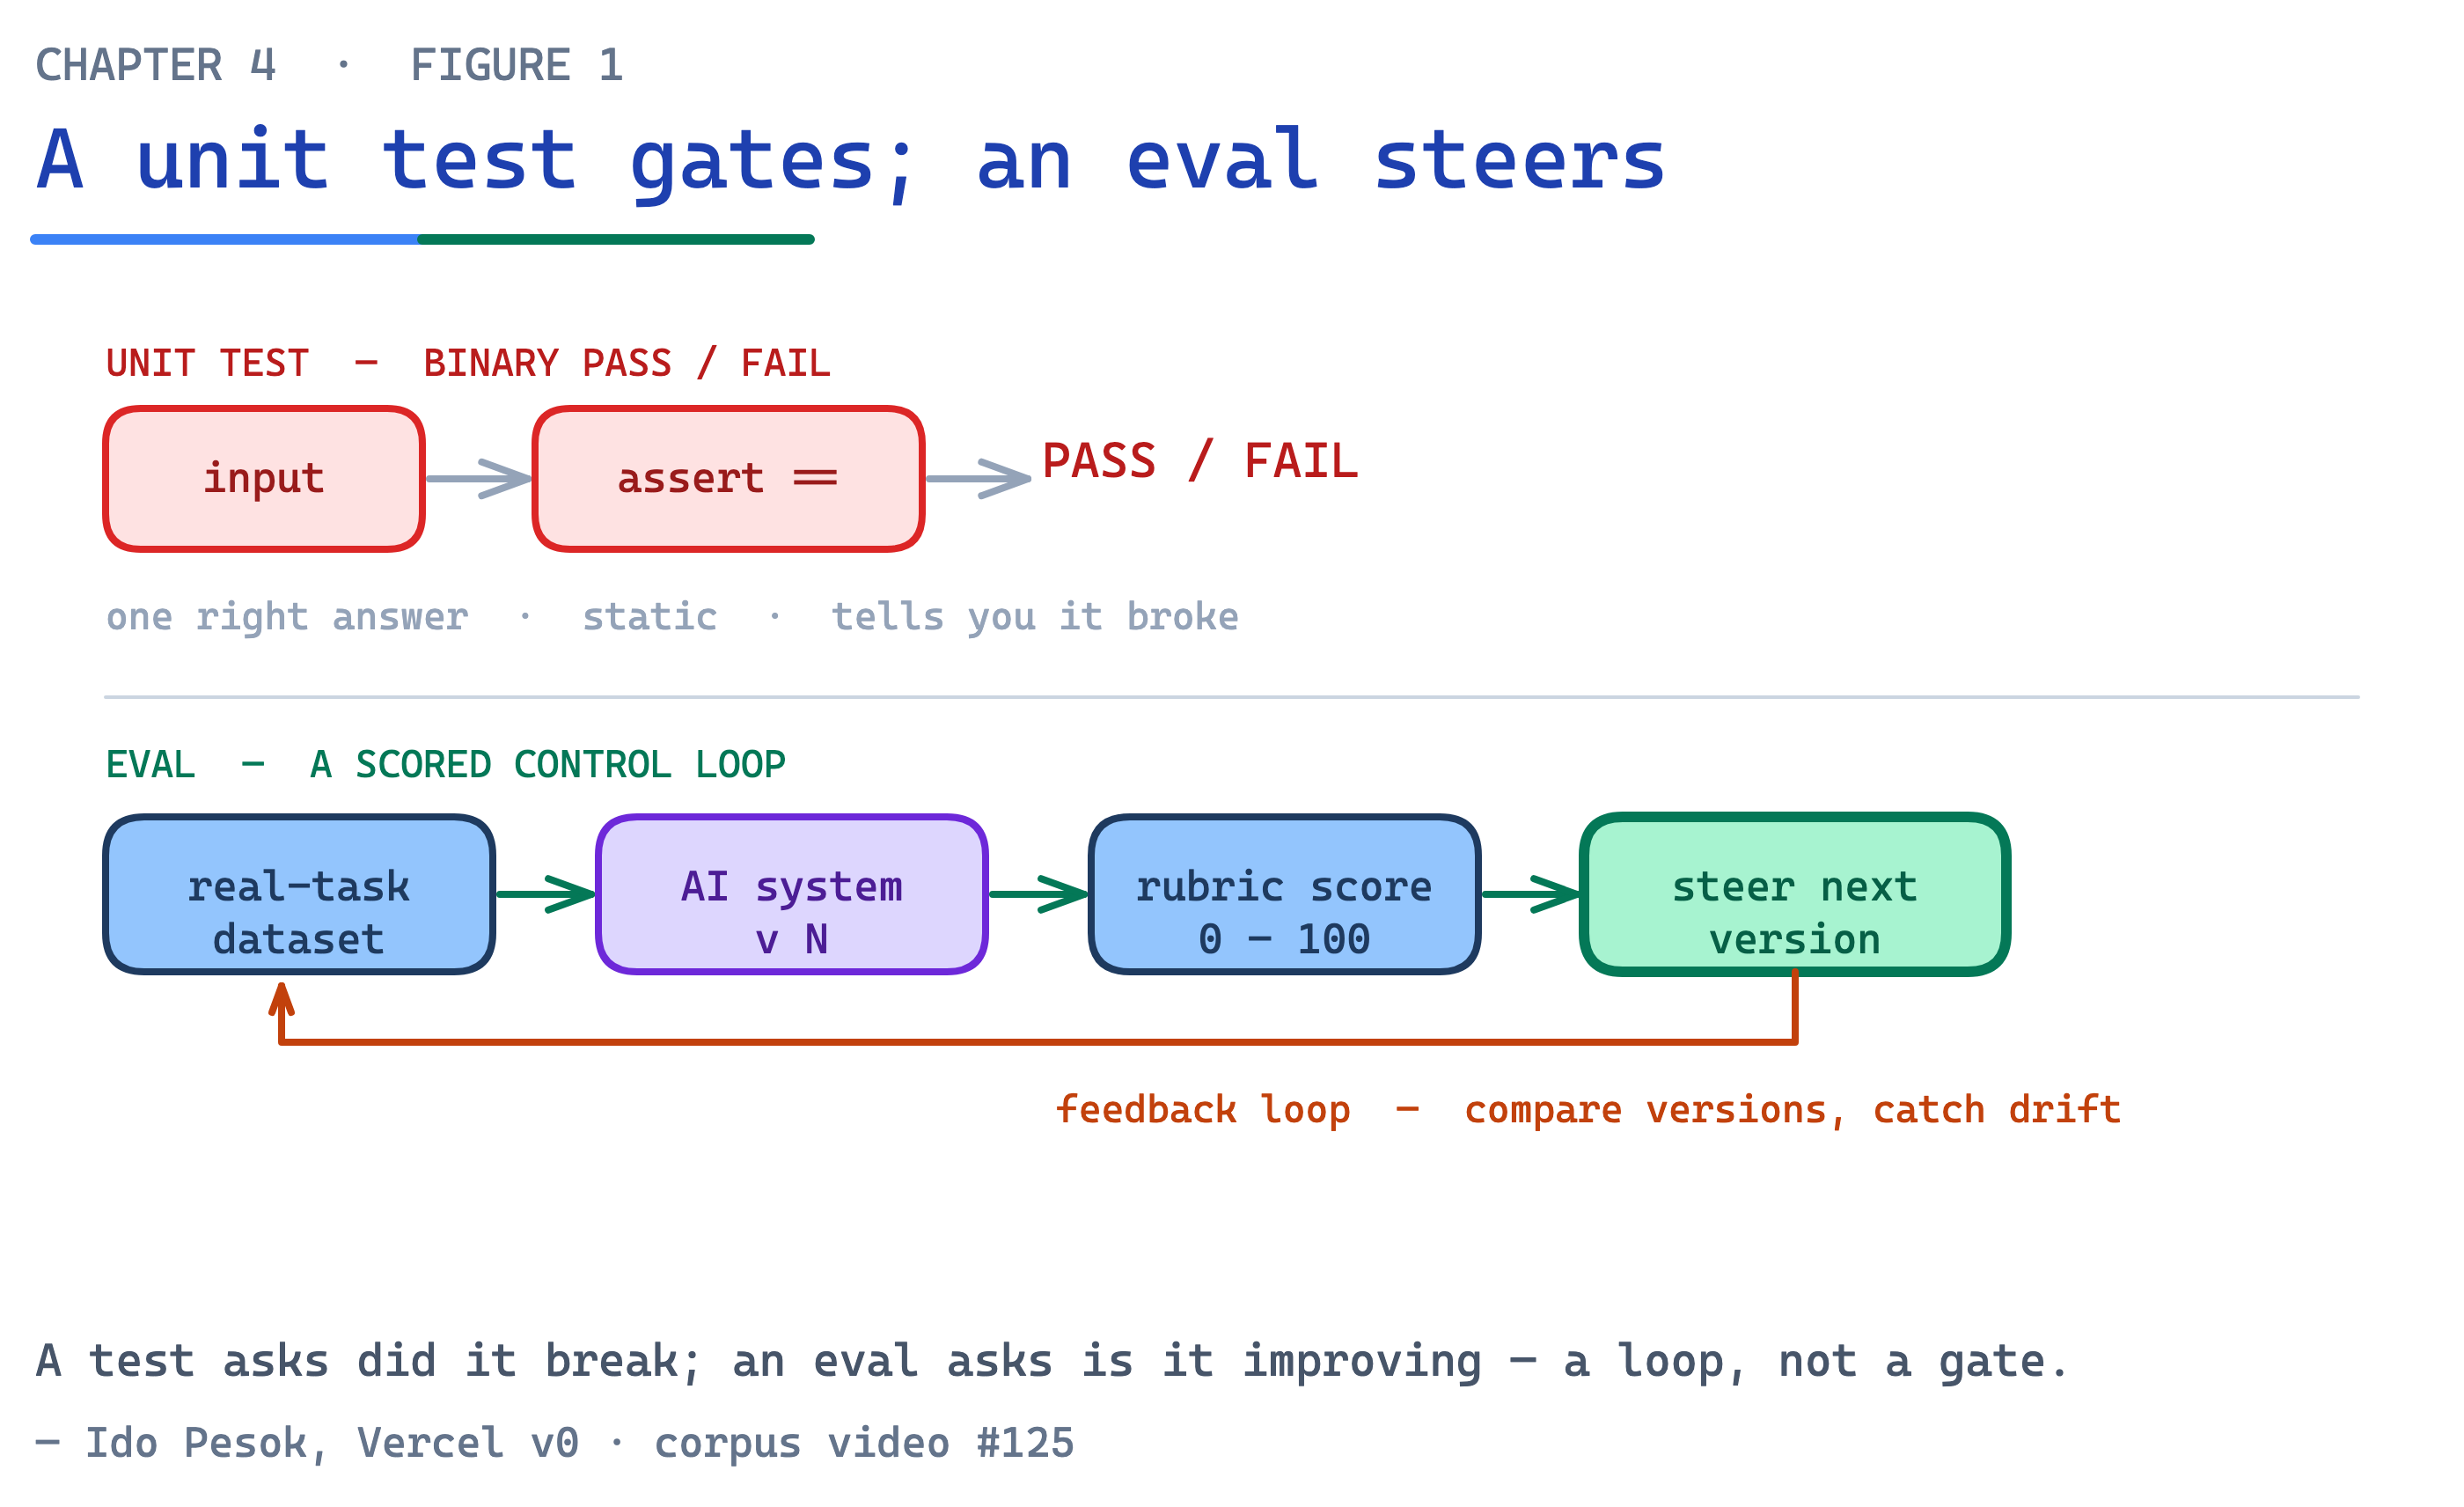 CHAPTER 4 · FIGURE 1
A unit test gates; an eval steers
UNIT TEST — BINARY PASS / FAIL
input
assert ==
PASS / FAIL
one right answer · static · tells you it broke
EVAL — A SCORED CONTROL LOOP
real-task
dataset
AI system
v N
rubric score
0 – 100
steer next
version
feedback loop — compare versions, catch drift
A test asks did it break; an eval asks is it improving — a loop, not a gate.
— Ido Pesok, Vercel v0 · corpus video #125